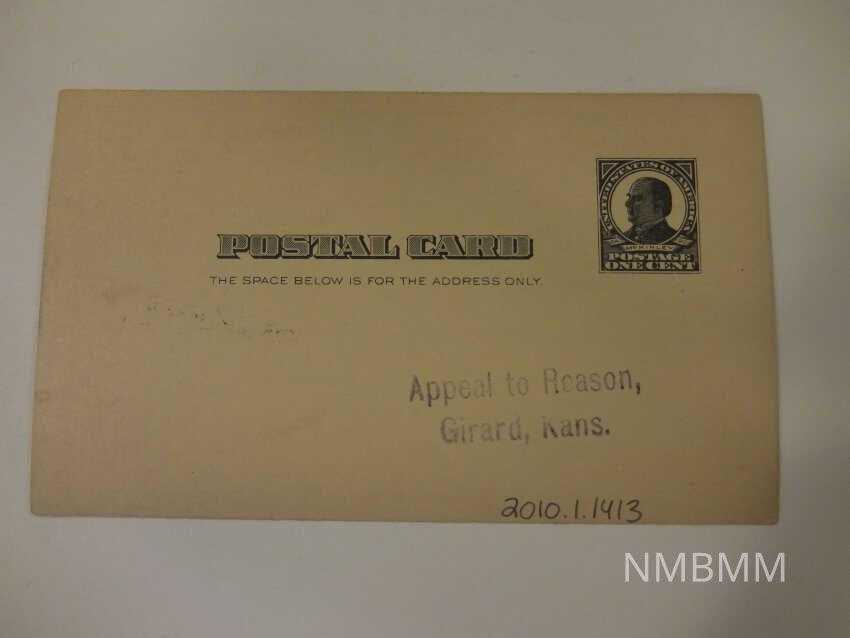 UNITED STATES OF AMERICA
McKINLEY
POSTAGE
ONE CENT
POSTAL CARD
THE SPACE BELOW IS FOR THE ADDRESS ONLY.
Appeal to Reason,
Girard, Kans.
2010.1.1413
NMBMM